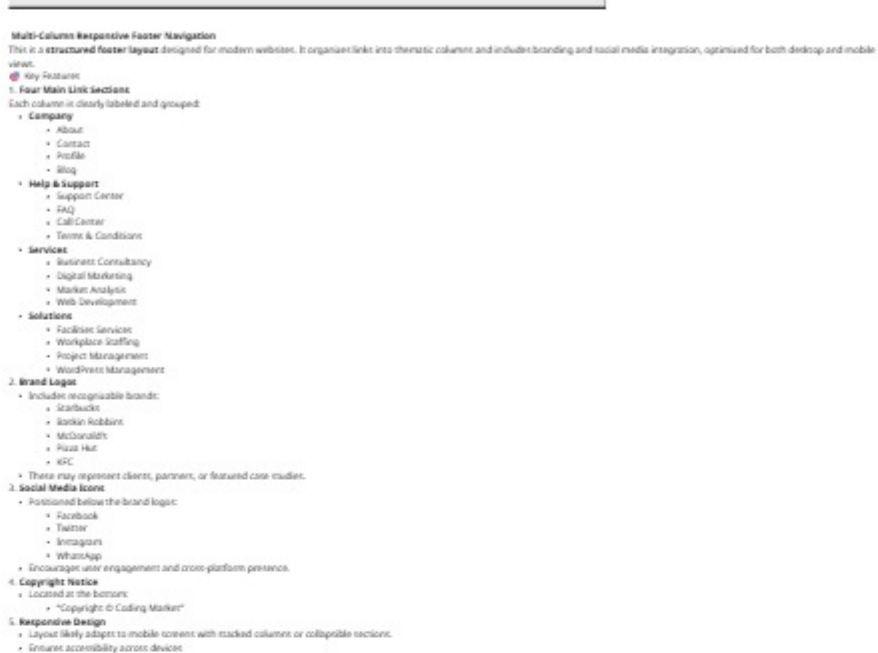 Multi-Column Responsive Footer Navigation
This is a structured footer layout designed for modern websites. It organizes links into thematic columns and includes branding and social media integration, optimized for both desktop and mobile
views.
🎯 Key Features
1. Four Main Link Sections
Each column is clearly labeled and grouped:
• Company
• About
• Contact
• Profile
• Blog
• Help & Support
• Support Center
• FAQ
• Call Center
• Terms & Conditions
• Services
• Business Consultancy
• Digital Marketing
• Market Analysis
• Web Development
• Solutions
• Facilities Services
• Workplace Staffing
• Project Management
• WordPress Management
2. Brand Logos
• Includes recognizable brands:
• Starbucks
• Baskin Robbins
• McDonald's
• Pizza Hut
• KFC
• These may represent clients, partners, or featured case studies.
3. Social Media Icons
• Positioned below the brand logos:
• Facebook
• Twitter
• Instagram
• WhatsApp
• Encourages user engagement and cross-platform presence.
4. Copyright Notice
• Located at the bottom:
• "Copyright © Coding Market"
5. Responsive Design
• Layout likely adapts to mobile screens with stacked columns or collapsible sections.
• Ensures accessibility across devices